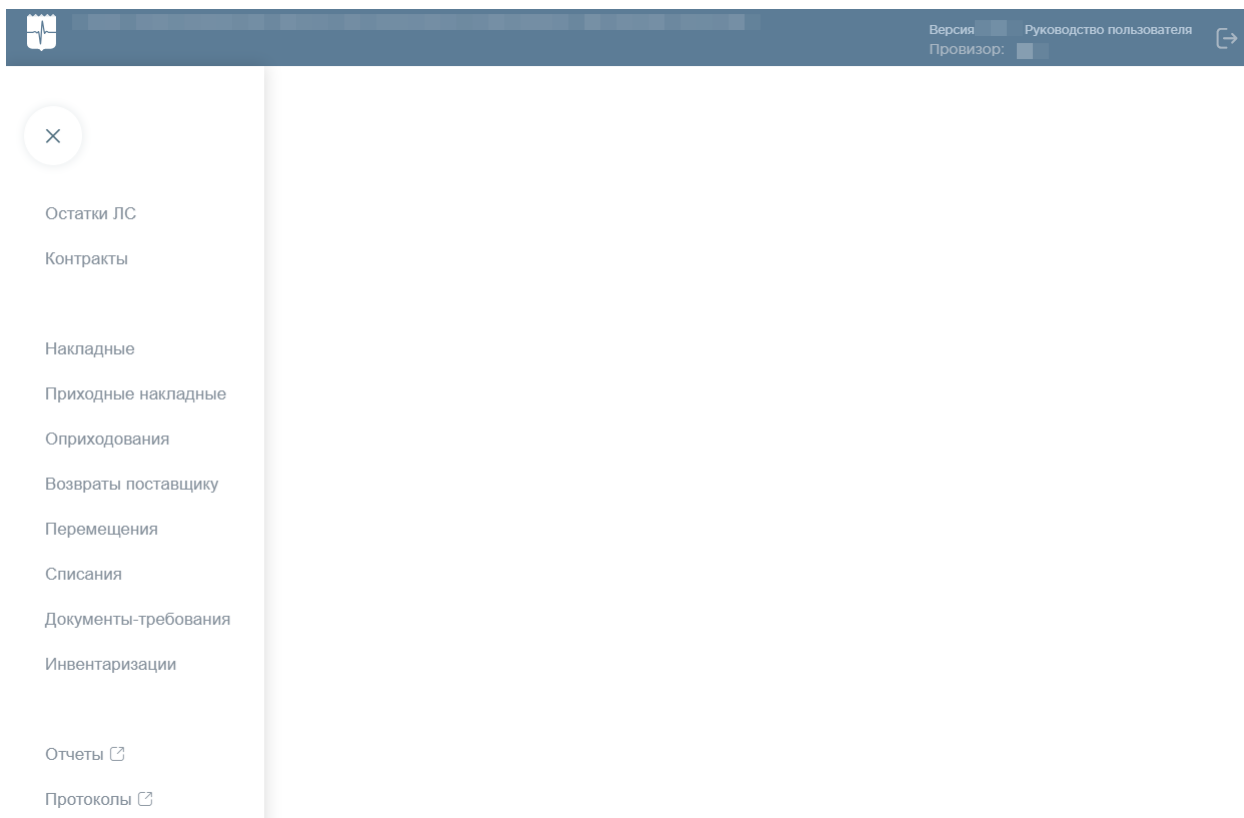 Версия Руководство пользователя
Провизор:
Остатки ЛС
Контракты
Накладные
Приходные накладные
Оприходования
Возвраты поставщику
Перемещения
Списания
Документы-требования
Инвентаризации
Отчеты
Протоколы